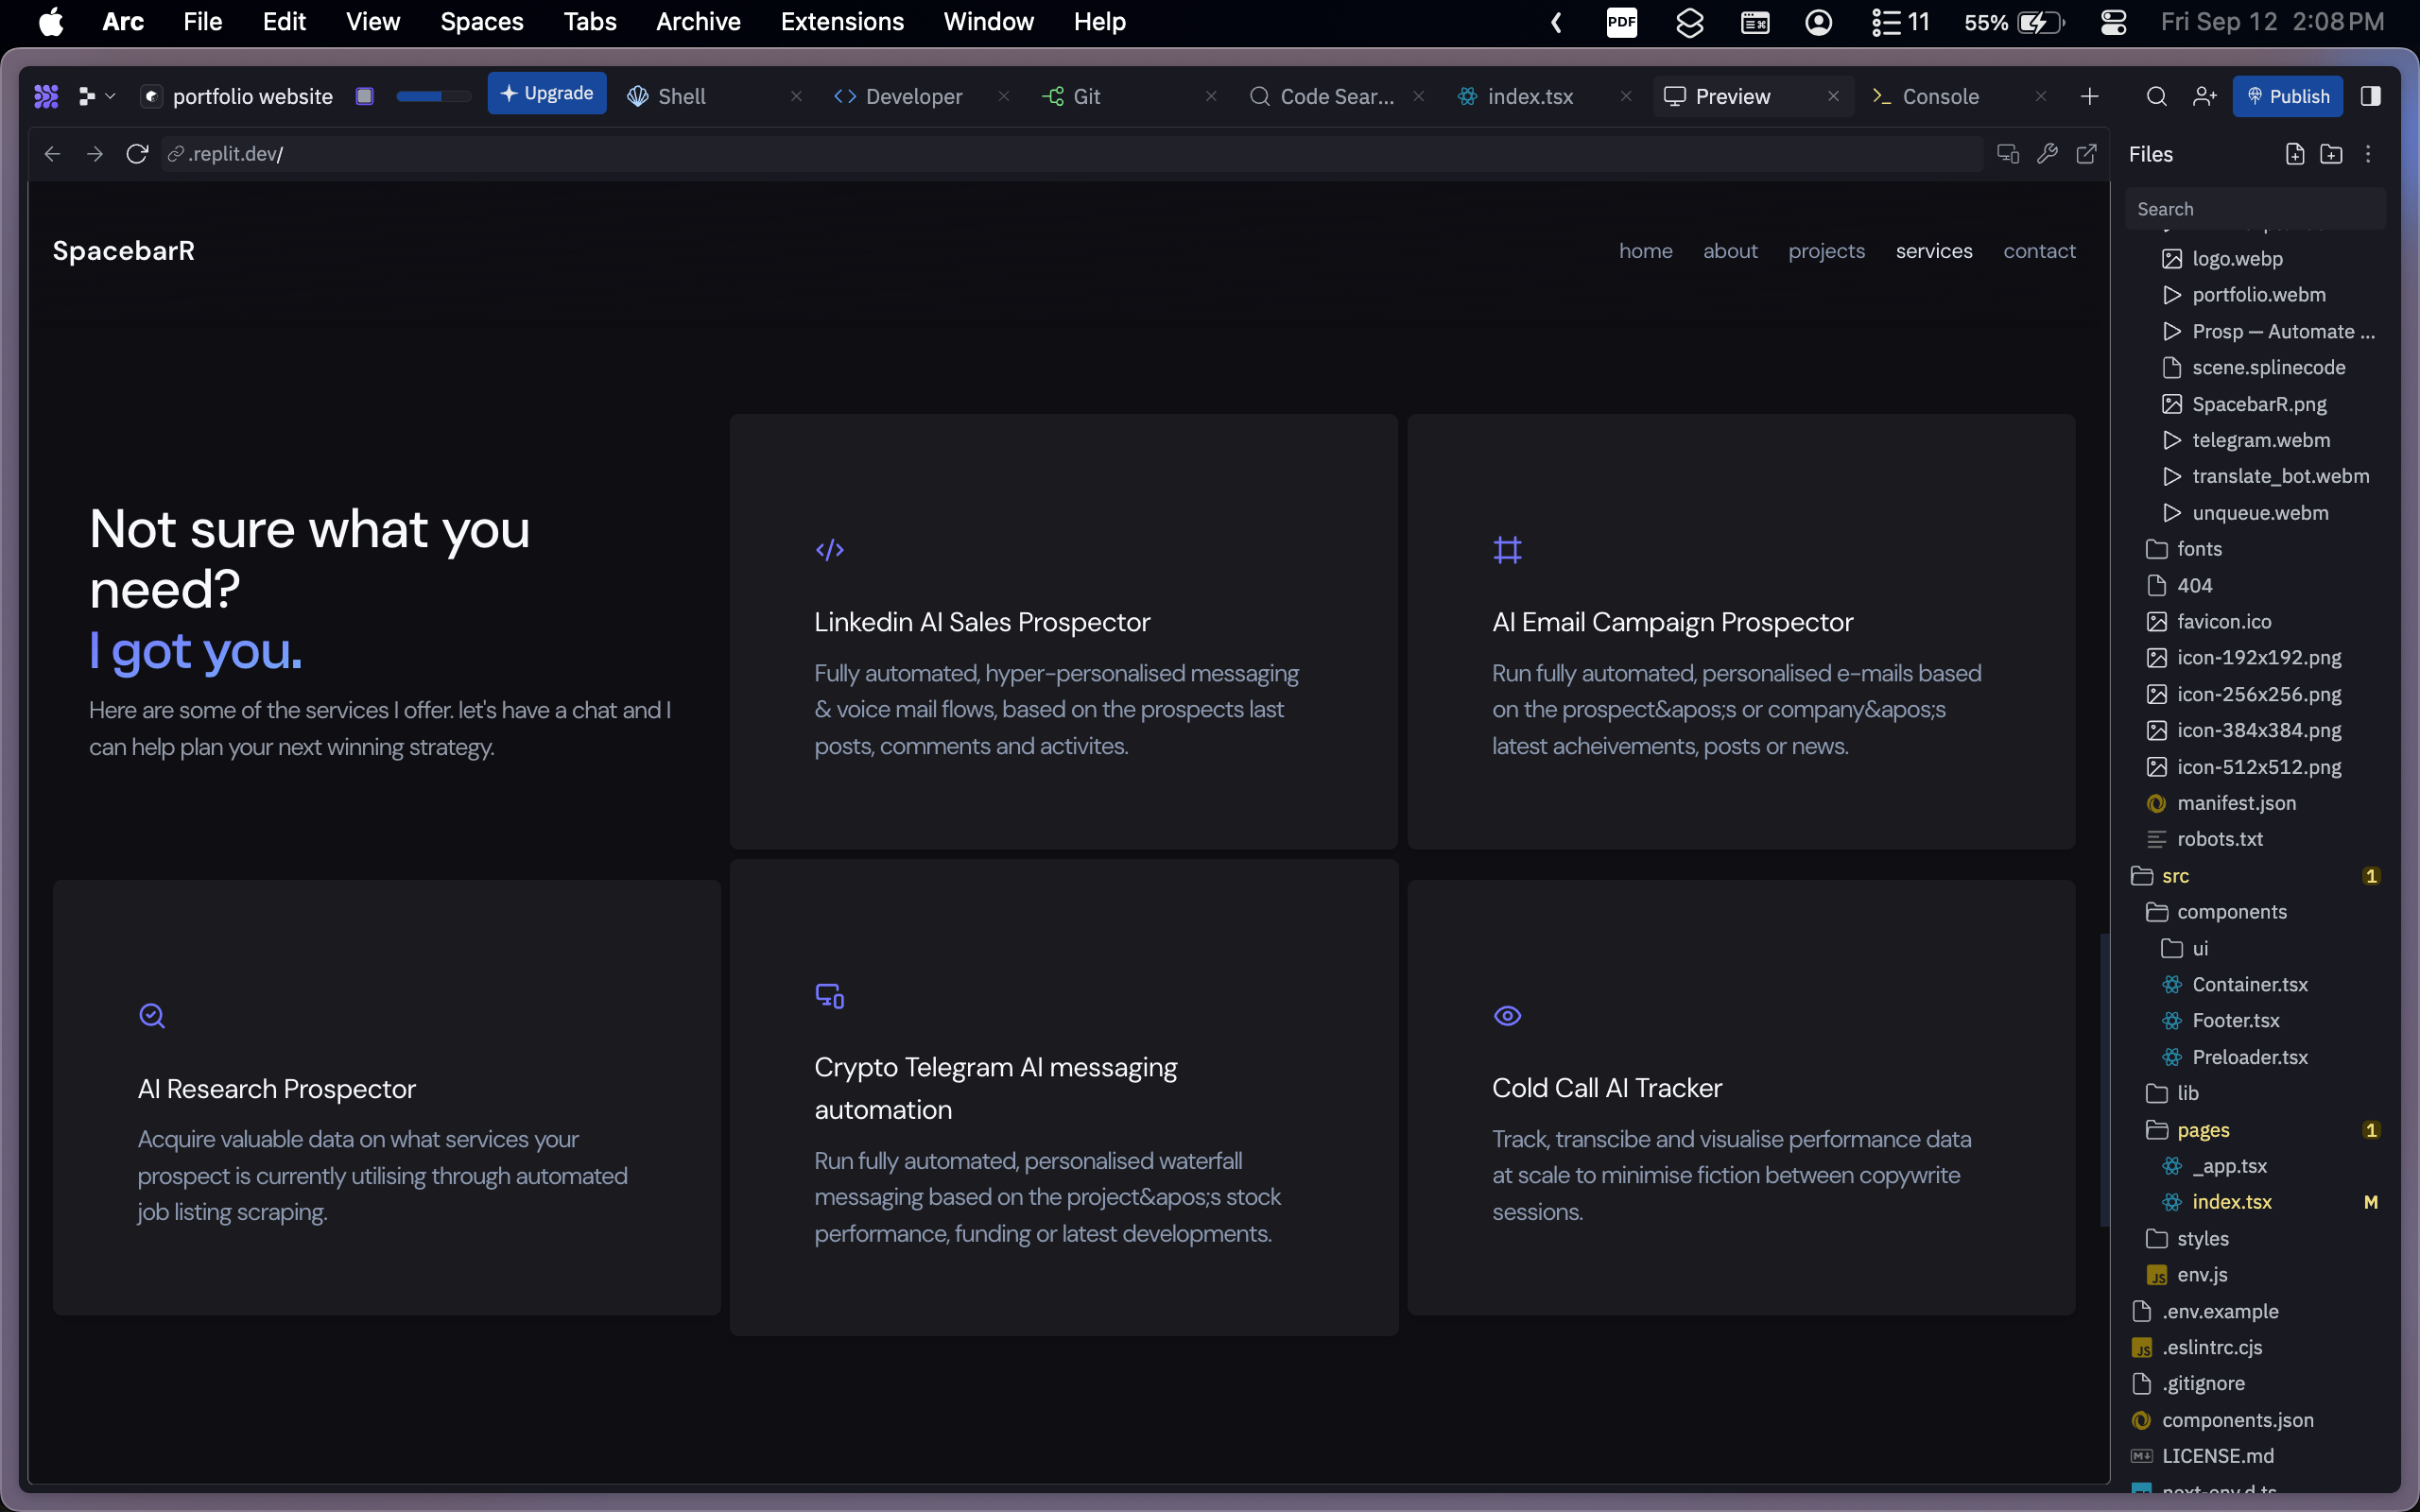 Arc File Edit View Spaces Tabs Archive Extensions Window Help PDF 11 55% Fri Sep 12 2:08 PM
portfolio website Upgrade Shell Developer Git Code Sear... index.tsx Preview Console Publish
.replit.dev/
Files
Search
SpacebarR
home about projects services contact
Not sure what you
need?
I got you.
Here are some of the services I offer. let's have a chat and I
can help plan your next winning strategy.
Linkedin AI Sales Prospector
Fully automated, hyper-personalised messaging
& voice mail flows, based on the prospects last
posts, comments and activites.
AI Email Campaign Prospector
Run fully automated, personalised e-mails based
on the prospect&apos;s or company&apos;s
latest acheivements, posts or news.
AI Research Prospector
Acquire valuable data on what services your
prospect is currently utilising through automated
job listing scraping.
Crypto Telegram AI messaging
automation
Run fully automated, personalised waterfall
messaging based on the project&apos;s stock
performance, funding or latest developments.
Cold Call AI Tracker
Track, transcibe and visualise performance data
at scale to minimise fiction between copywrite
sessions.
logo.webp
portfolio.webm
Prosp — Automate ...
scene.splinecode
SpacebarR.png
telegram.webm
translate_bot.webm
unqueue.webm
fonts
404
favicon.ico
icon-192x192.png
icon-256x256.png
icon-384x384.png
icon-512x512.png
manifest.json
robots.txt
src 1
components
ui
Container.tsx
Footer.tsx
Preloader.tsx
lib
pages 1
_app.tsx
index.tsx M
styles
JS env.js
.env.example
JS .eslintrc.cjs
.gitignore
components.json
LICENSE.md
next-env.d.ts